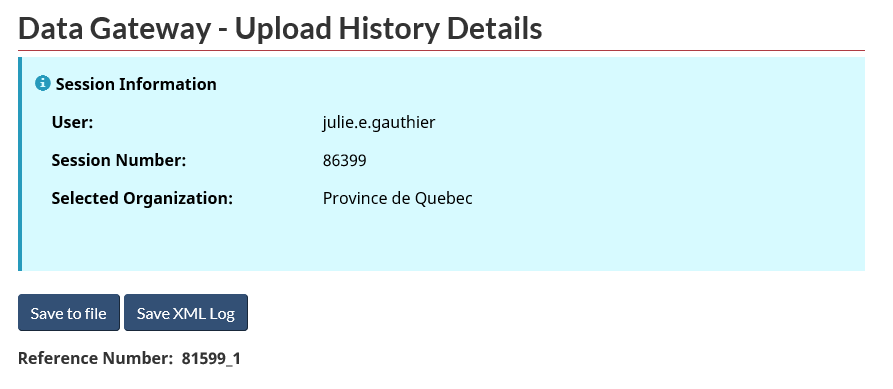 Data Gateway - Upload History Details
Session Information
User: julie.e.gauthier
Session Number: 86399
Selected Organization: Province de Quebec
Save to file Save XML Log
Reference Number: 81599_1